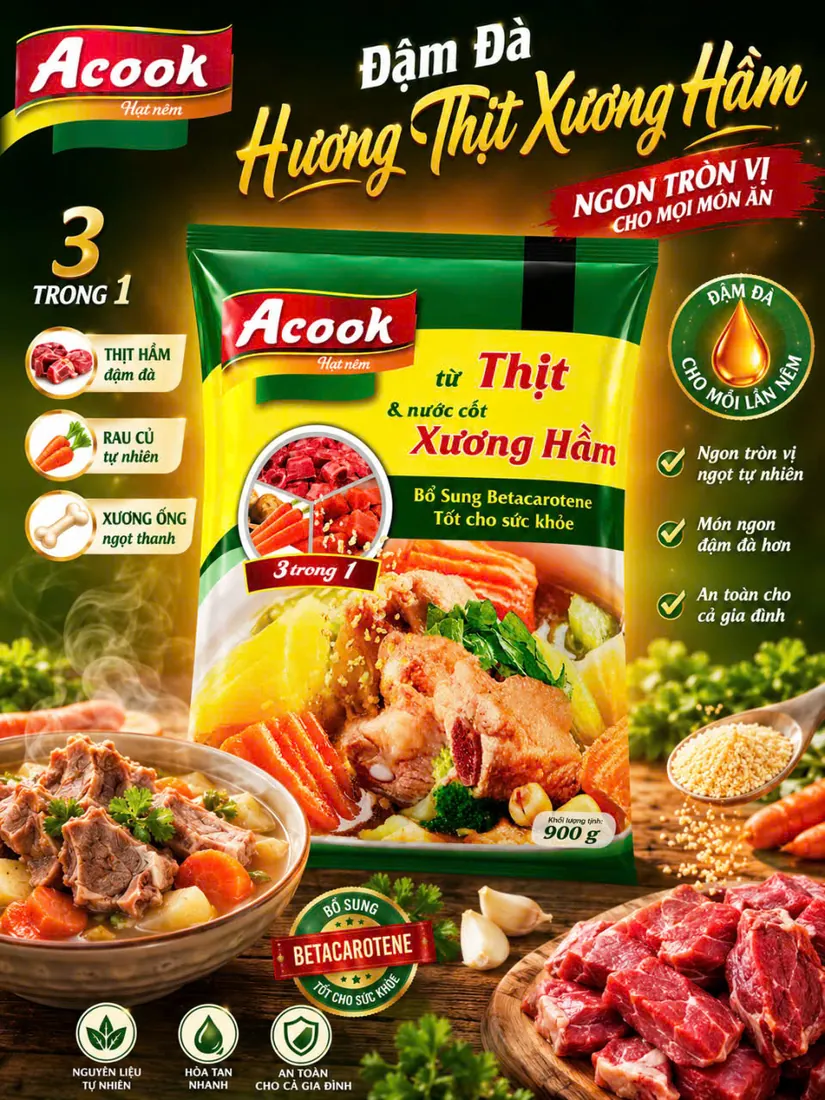 Acook
Hạt nêm
Đậm Đà
Hương Thịt Xương Hầm
NGON TRÒN VỊ
CHO MỌI MÓN ĂN
3
TRONG 1
THỊT HẦM
đậm đà
RAU CỦ
tự nhiên
XƯƠNG ỐNG
ngọt thanh
Acook
Hạt nêm
từ Thịt
& nước cốt
Xương Hầm
Bổ Sung Betacarotene
Tốt cho sức khỏe
3 trong 1
Khối lượng tịnh:
900 g
ĐẬM ĐÀ
CHO MỖI LẦN NÊM
Ngon tròn vị
ngọt tự nhiên
Món ngon
đậm đà hơn
An toàn cho
cả gia đình
BỔ SUNG
BETACAROTENE
TỐT CHO SỨC KHỎE
NGUYÊN LIỆU
TỰ NHIÊN
HÒA TAN
NHANH
AN TOÀN
CHO CẢ GIA ĐÌNH